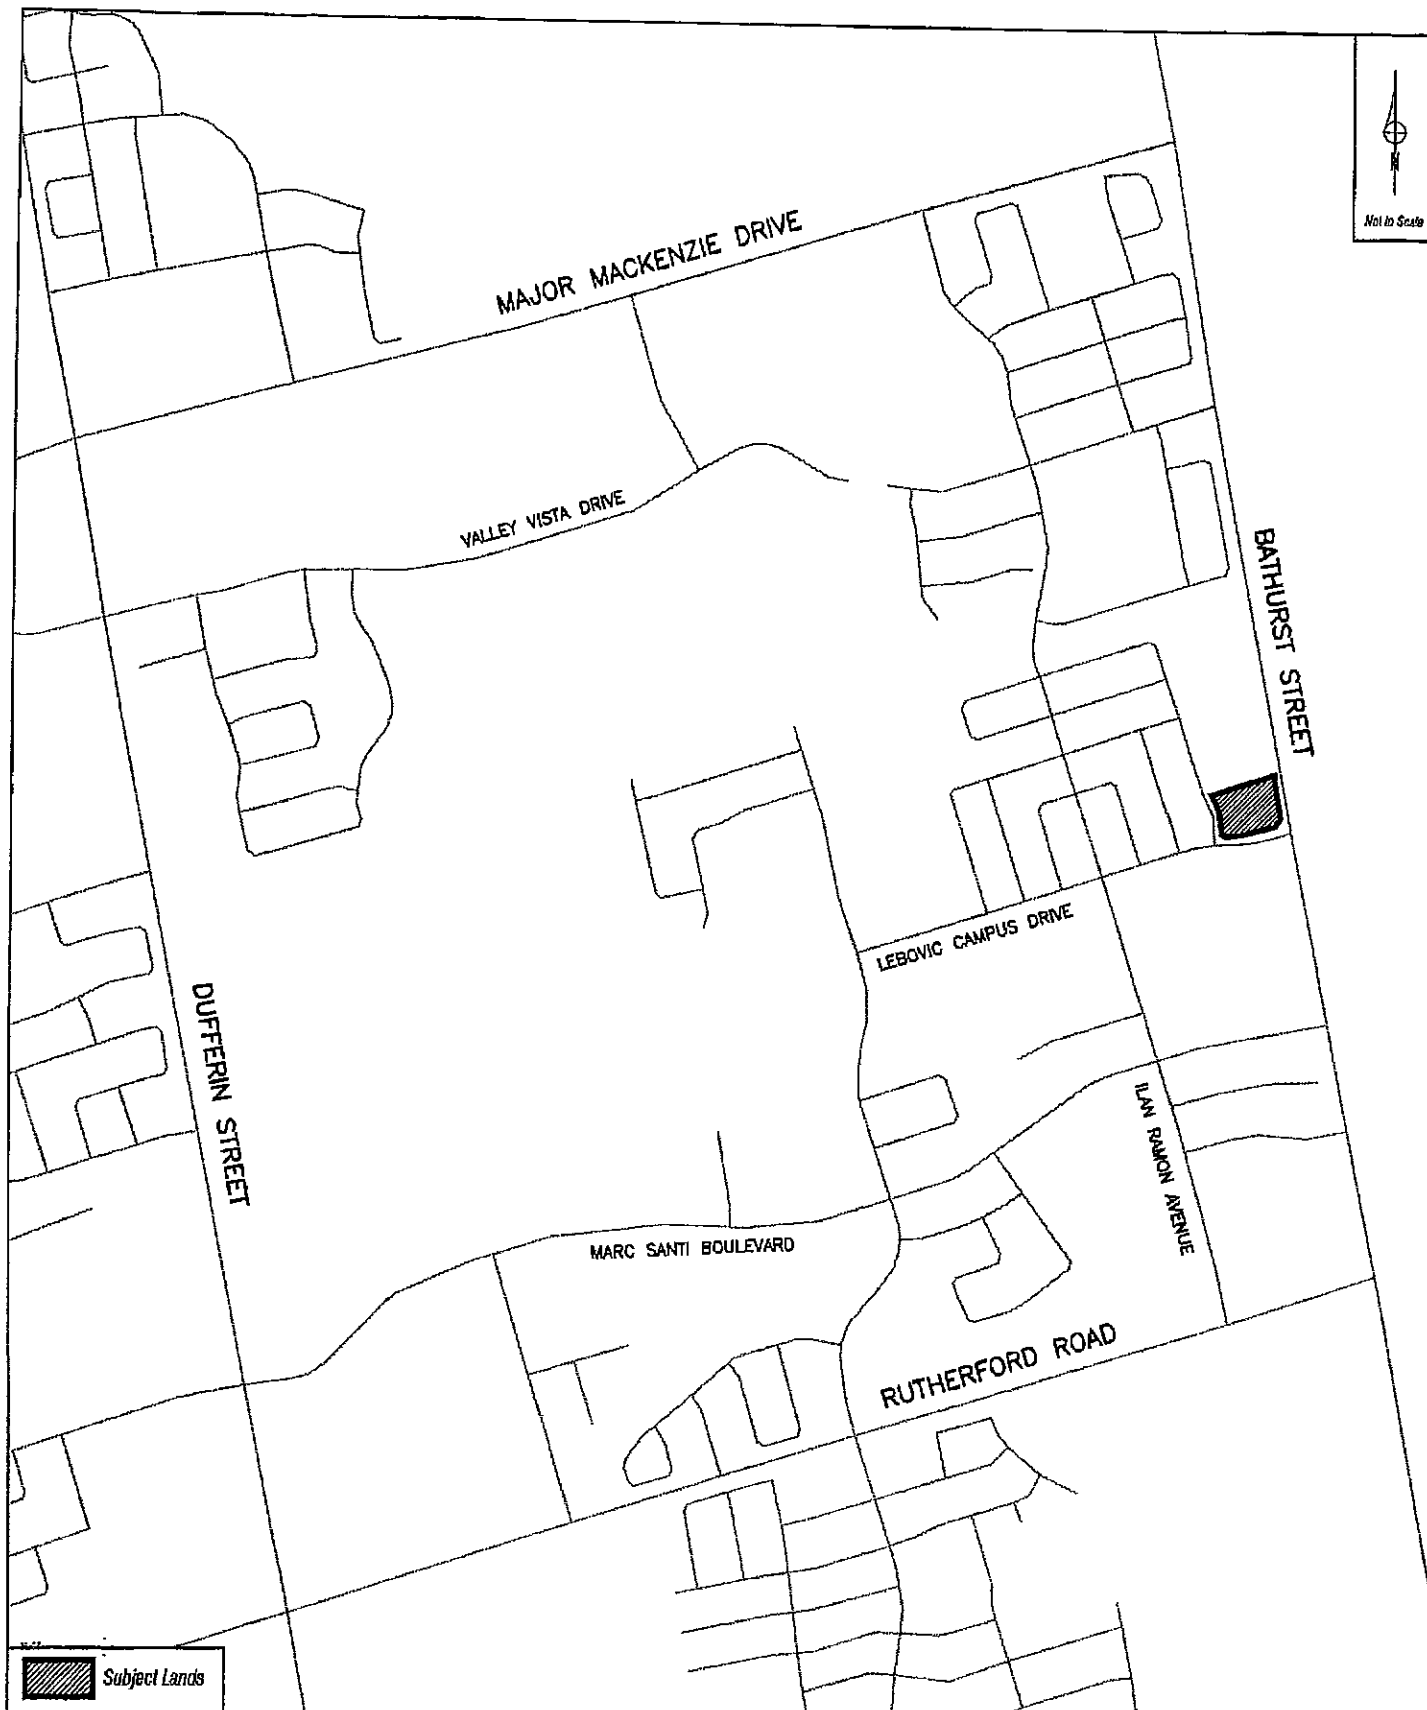 N
Not to Scale
MAJOR MACKENZIE DRIVE
VALLEY VISTA DRIVE
BATHURST STREET
LEBOVIC CAMPUS DRIVE
DUFFERIN STREET
ILAN RAMON AVENUE
MARC SANTI BOULEVARD
RUTHERFORD ROAD
Subject Lands